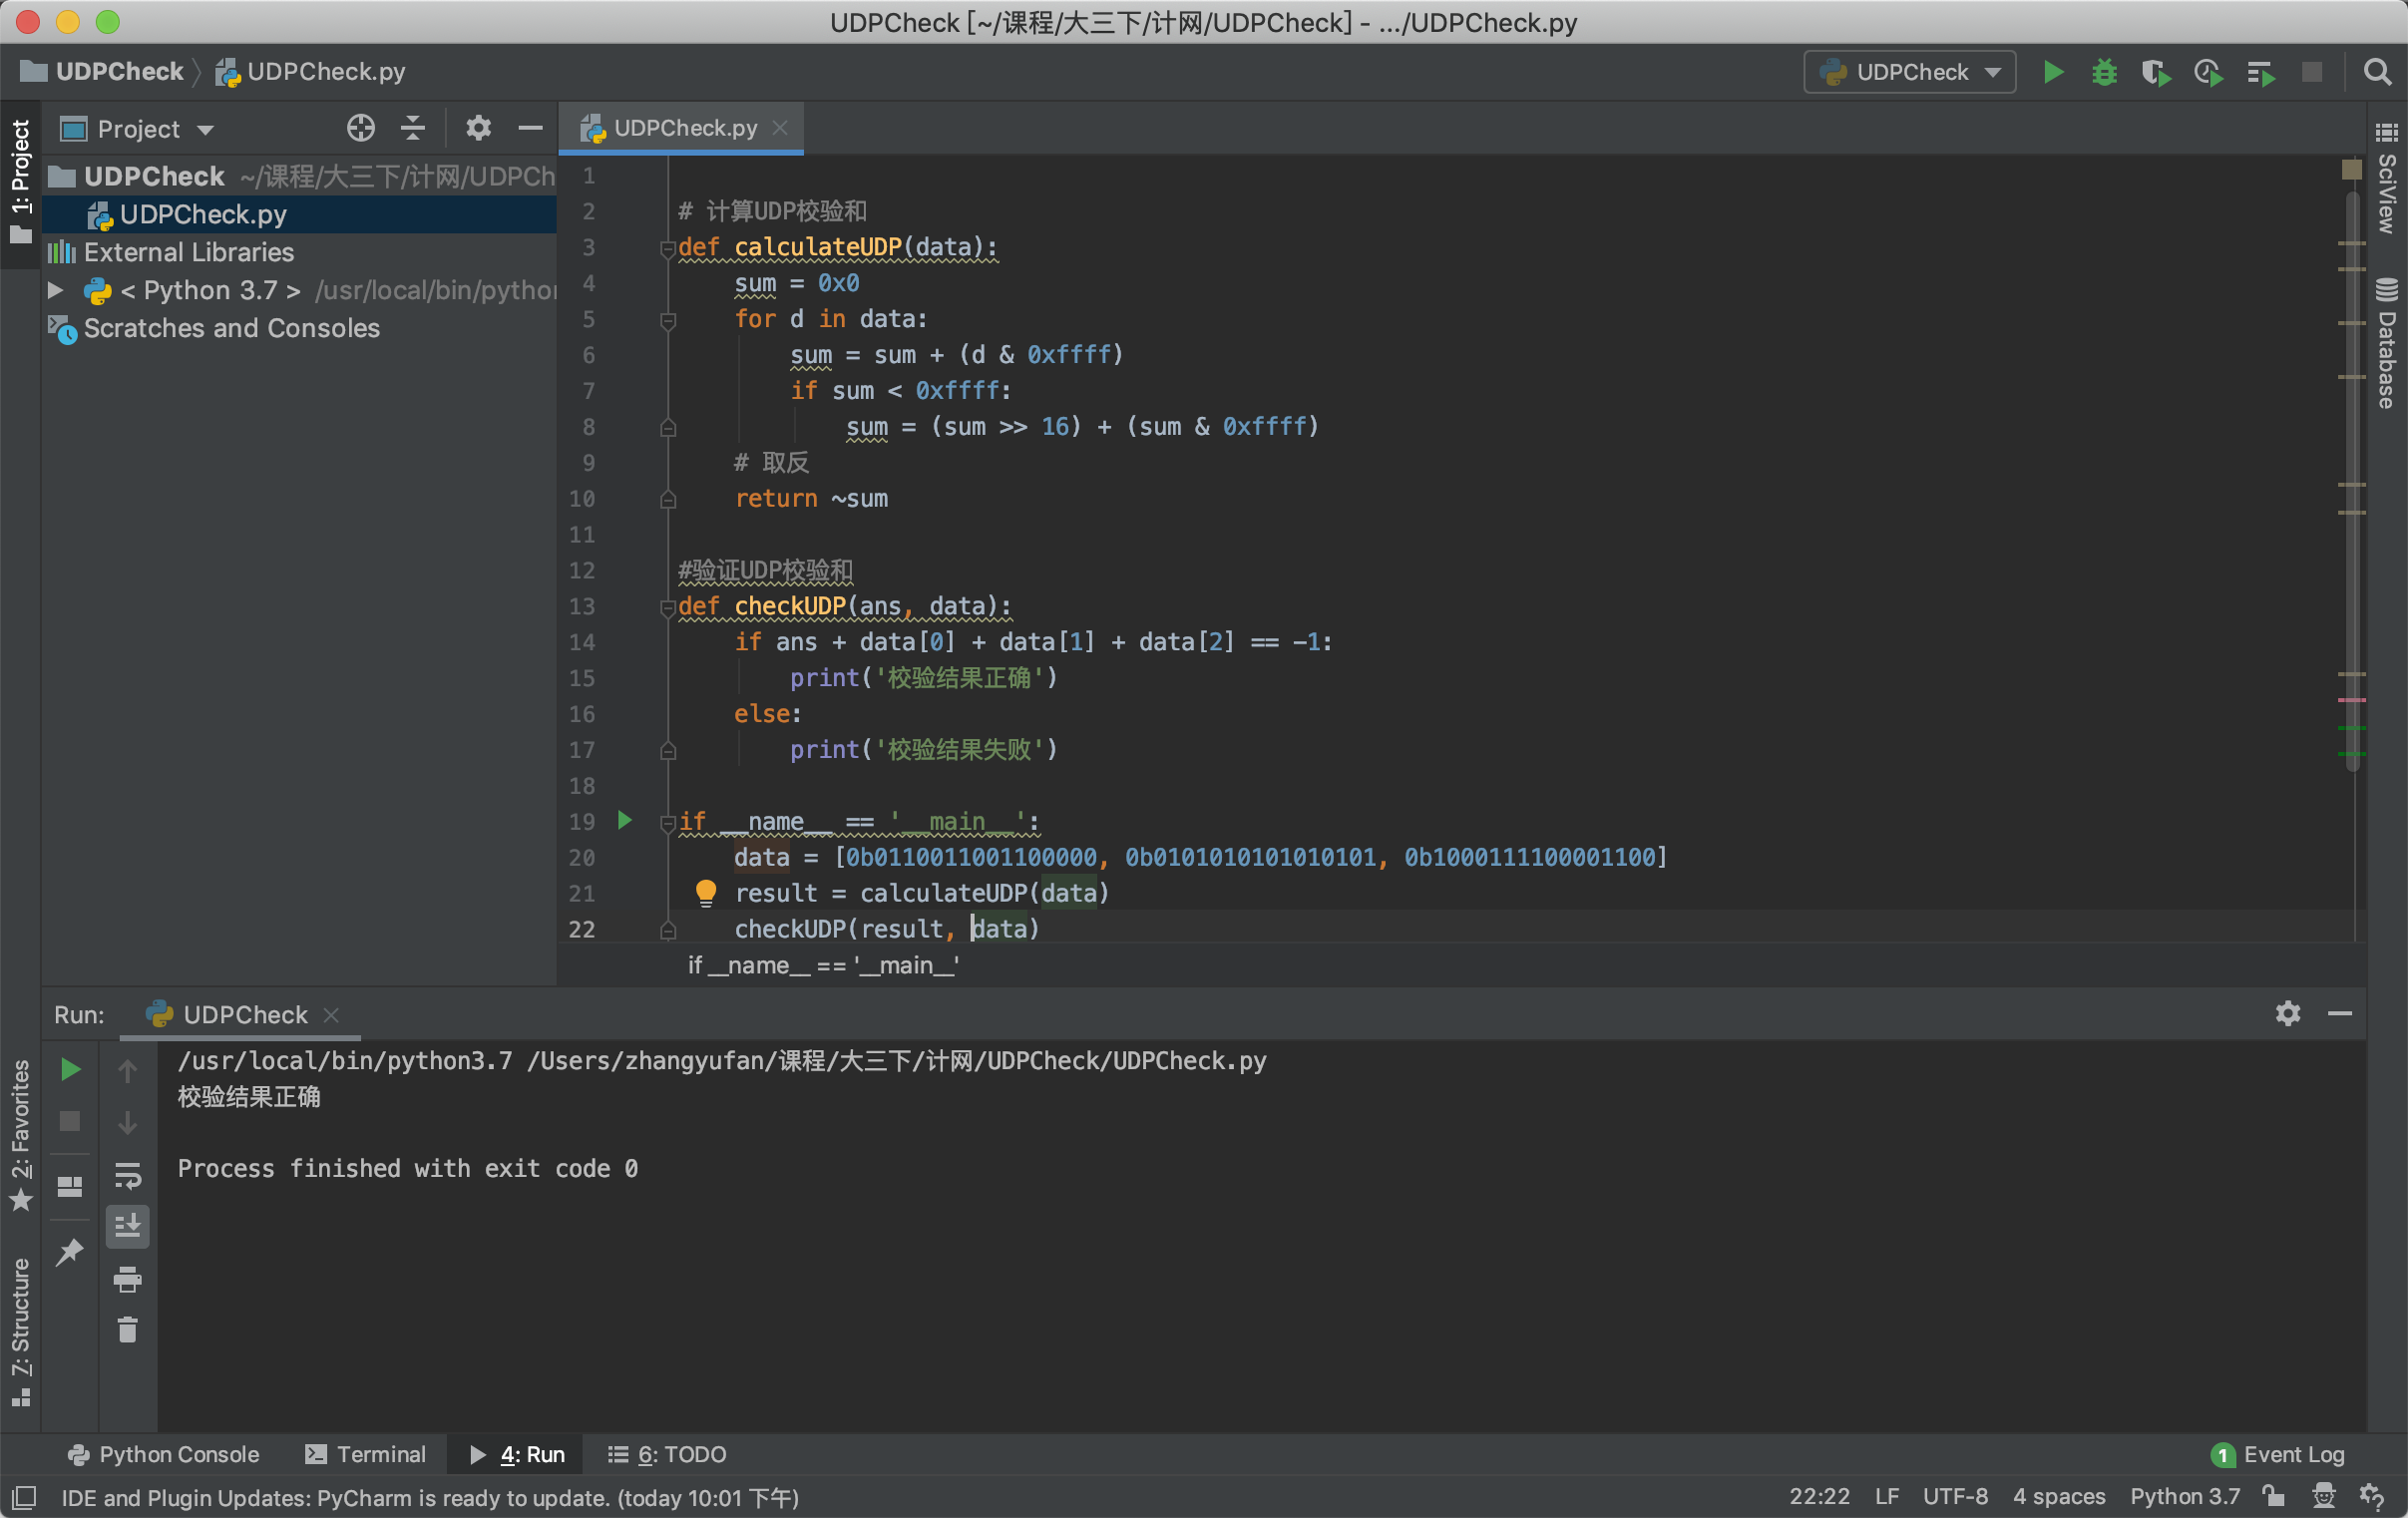 UDPCheck [~/课程/大三下/计网/UDPCheck] - .../UDPCheck.py
UDPCheck
UDPCheck.py
UDPCheck
1: Project
Project
UDPCheck.py
SciView
Database
UDPCheck ~/课程/大三下/计网/UDPCh
UDPCheck.py
External Libraries
< Python 3.7 > /usr/local/bin/pytho
Scratches and Consoles
1
2 # 计算UDP校验和
3 def calculateUDP(data):
4 sum = 0x0
5 for d in data:
6 sum = sum + (d & 0xffff)
7 if sum < 0xffff:
8 sum = (sum >> 16) + (sum & 0xffff)
9 # 取反
10 return ~sum
11
12 #验证UDP校验和
13 def checkUDP(ans, data):
14 if ans + data[0] + data[1] + data[2] == -1:
15 print('校验结果正确')
16 else:
17 print('校验结果失败')
18
19 if __name__ == '__main__':
20 data = [0b0110011001100000, 0b0101010101010101, 0b1000111100001100]
21 result = calculateUDP(data)
22 checkUDP(result, data)
if __name__ == '__main__'
Run: UDPCheck
/usr/local/bin/python3.7 /Users/zhangyufan/课程/大三下/计网/UDPCheck/UDPCheck.py
校验结果正确
Process finished with exit code 0
2: Favorites
7: Structure
Python Console
Terminal
4: Run
6: TODO
1 Event Log
IDE and Plugin Updates: PyCharm is ready to update. (today 10:01 下午)
22:22 LF UTF-8 4 spaces Python 3.7